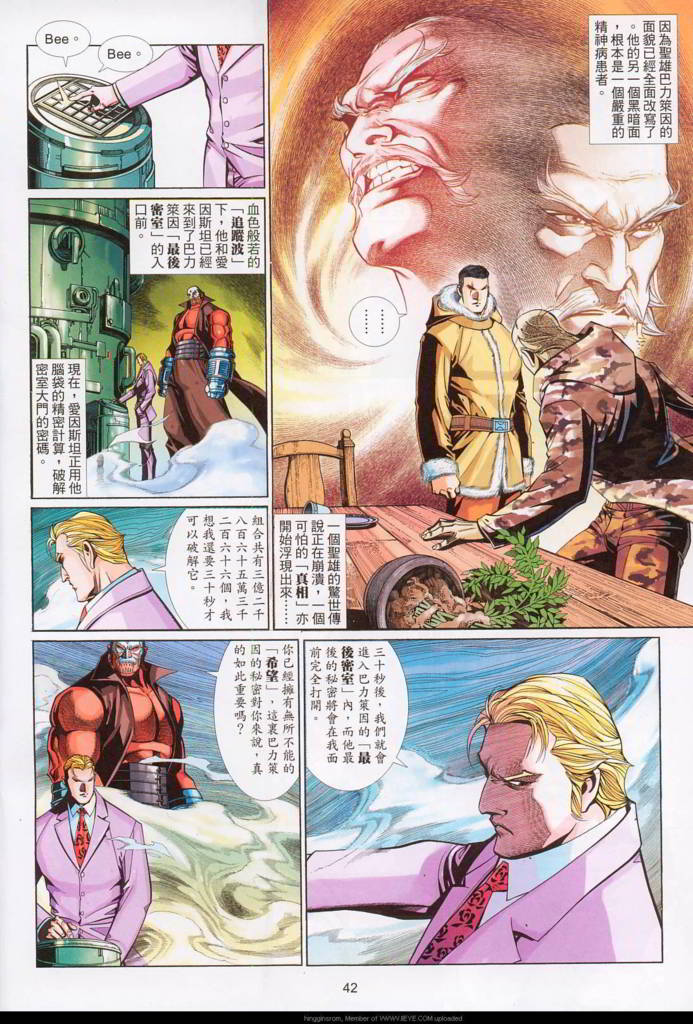 因為聖雄巴力策因的
面貌已經全面改寫了
。他的另一個黑暗面
，根本是一個嚴重的
精神病患者。
⋯⋯
一個聖雄的驚世傳
說正在崩潰，一個
可怕的「真相」亦
開始浮現出來……
Bee。
Bee。
血色般若的
「追蹤波」
下，他和愛
因斯坦已經
來到了巴力
策因「最後
密室」的入
口前。
現在，愛因斯坦正用他
腦袋的精密計算，破解
密室大門的密碼。
組合共有三億二千
八百六十五萬三千
二百六十六個，我
想我還要三十秒才
可以破解它。
三十秒後，我們就會
進入巴力策因的「最
後密室」內，而他最
後的秘密將會在我面
前完全打開。
你已經擁有無所不能的
「希望」，這裏巴力策
因的秘密對你來說，真
的如此重要嗎？
42
hingginsrom, Member of WWW.IIEYE.COM uploaded